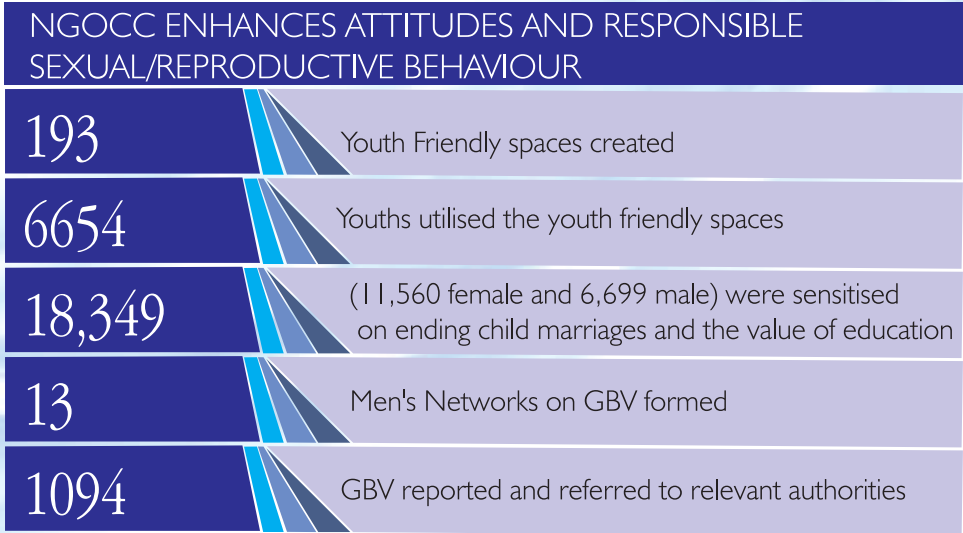 NGOCC ENHANCES ATTITUDES AND RESPONSIBLE
SEXUAL/REPRODUCTIVE BEHAVIOUR
193
Youth Friendly spaces created
6654
Youths utilised the youth friendly spaces
18,349
(11,560 female and 6,699 male) were sensitised
on ending child marriages and the value of education
13
Men's Networks on GBV formed
1094
GBV reported and referred to relevant authorities